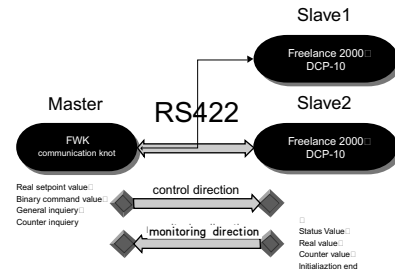 Slave1
Freelance 2000
DCP-10
Master
RS422
Slave2
FWK
communication knot
Freelance 2000
DCP-10
Real setpoint value
Binary command value
General inquiery
Counter inquiery
control direction
monitoring direction
Status Value
Real value
Counter value
Initialiaztion end